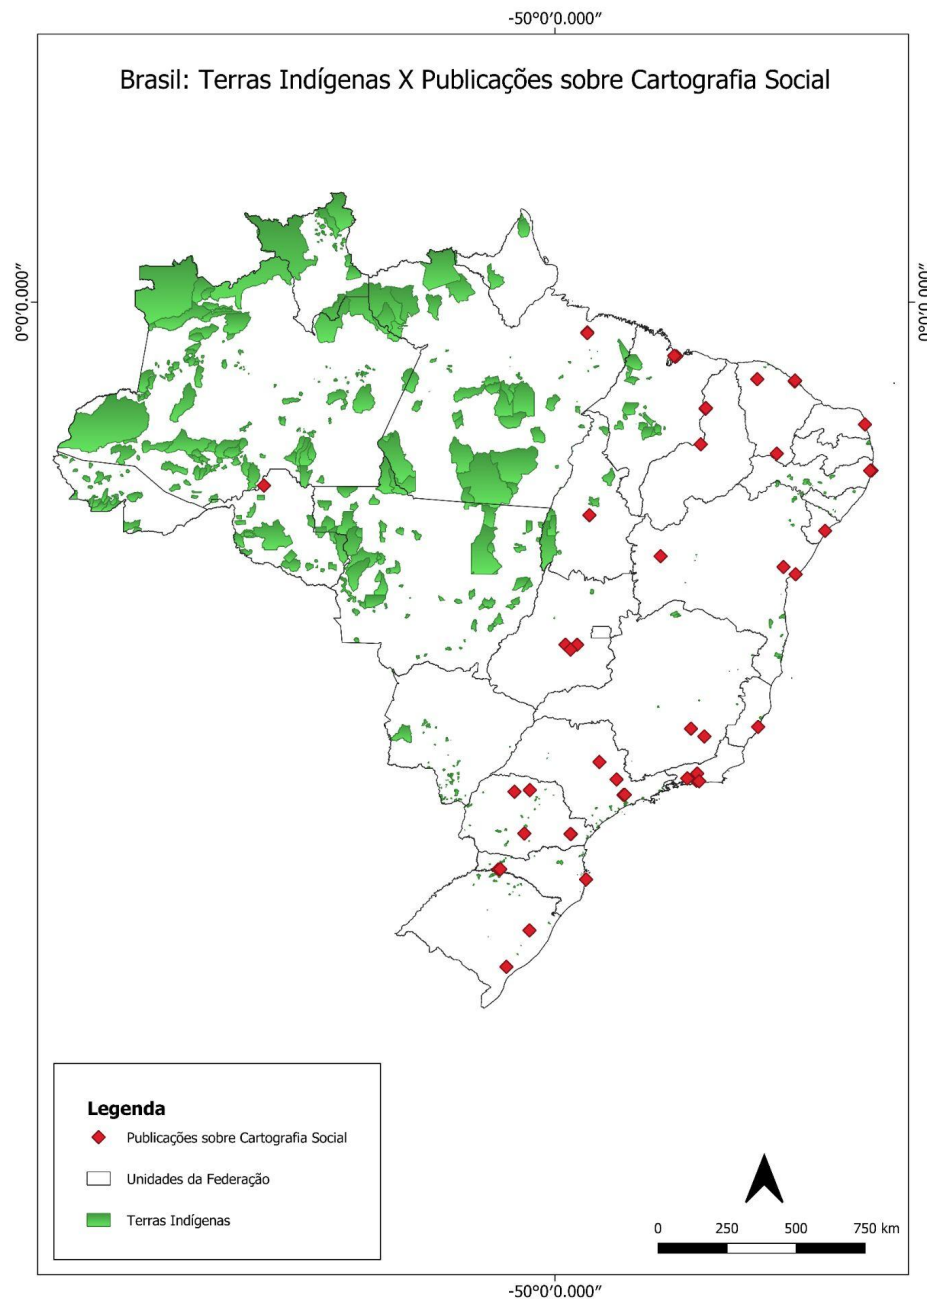 -50°0′0.000″
Brasil: Terras Indígenas X Publicações sobre Cartografia Social
0°0′0.000″
0°0′0.000″
Legenda
Publicações sobre Cartografia Social
Unidades da Federação
Terras Indígenas
0 250 500 750 km
-50°0′0.000″